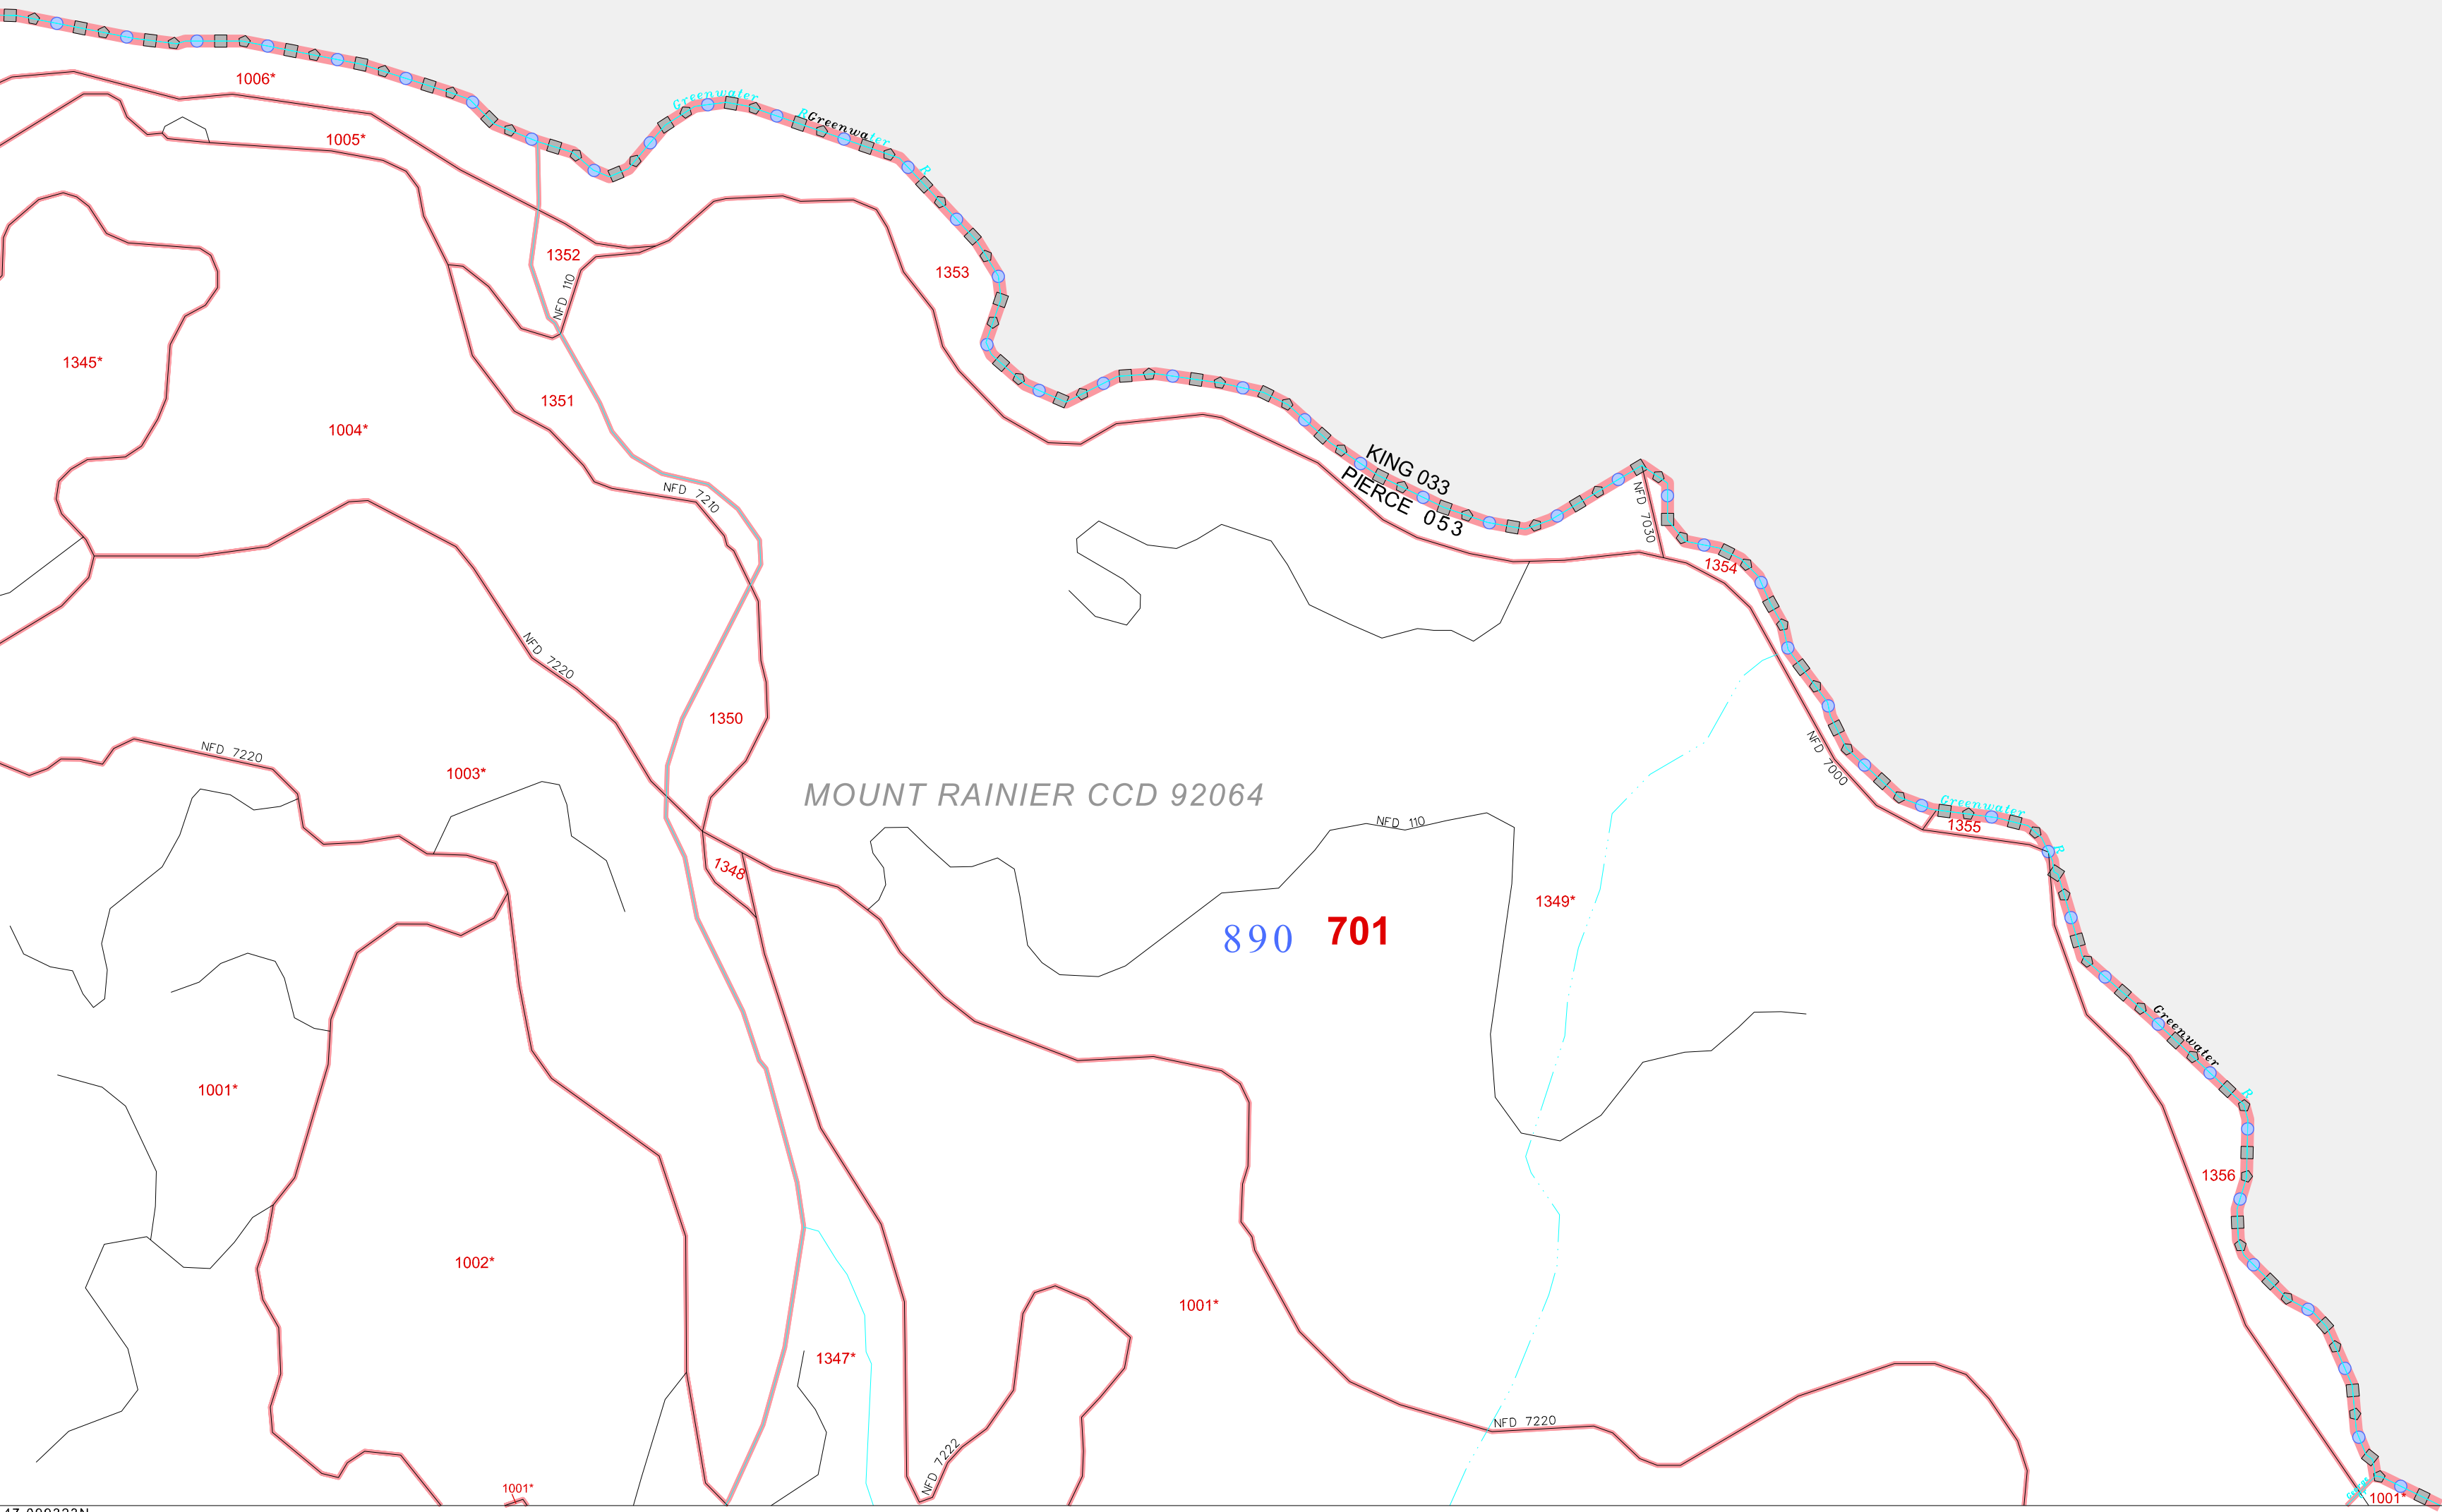 1006*
Greenwater
R
Greenwater
1005*
R
1352
1353
NFD 110
1345*
1351
1004*
KING 033
PIERCE 053
NFD 7210
NFD 7030
1354
NFD 7220
1350
NFD 7000
NFD 7220
1003*
MOUNT RAINIER CCD 92064
Greenwater
R
1355
NFD 110
1348
1349*
890
701
Greenwater
R
1001*
1356
1002*
1001*
1347*
NFD 7220
NFD 7222
1001*
1001*